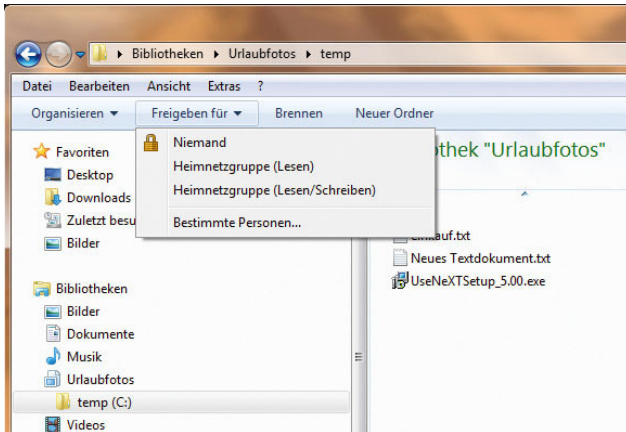 Bibliotheken ▸ Urlaubfotos ▸ temp
Datei Bearbeiten Ansicht Extras ?
Organisieren Freigeben für Brennen Neuer Ordner
Niemand
Heimnetzgruppe (Lesen)
Heimnetzgruppe (Lesen/Schreiben)
Bestimmte Personen...
Favoriten
Desktop
Downloads
Zuletzt besu
Bilder
Bibliotheken
Bilder
Dokumente
Musik
Urlaubfotos
temp (C:)
Videos
thek "Urlaubfotos"
Einkauf.txt
Neues Textdokument.txt
UseNeXTSetup_5.00.exe